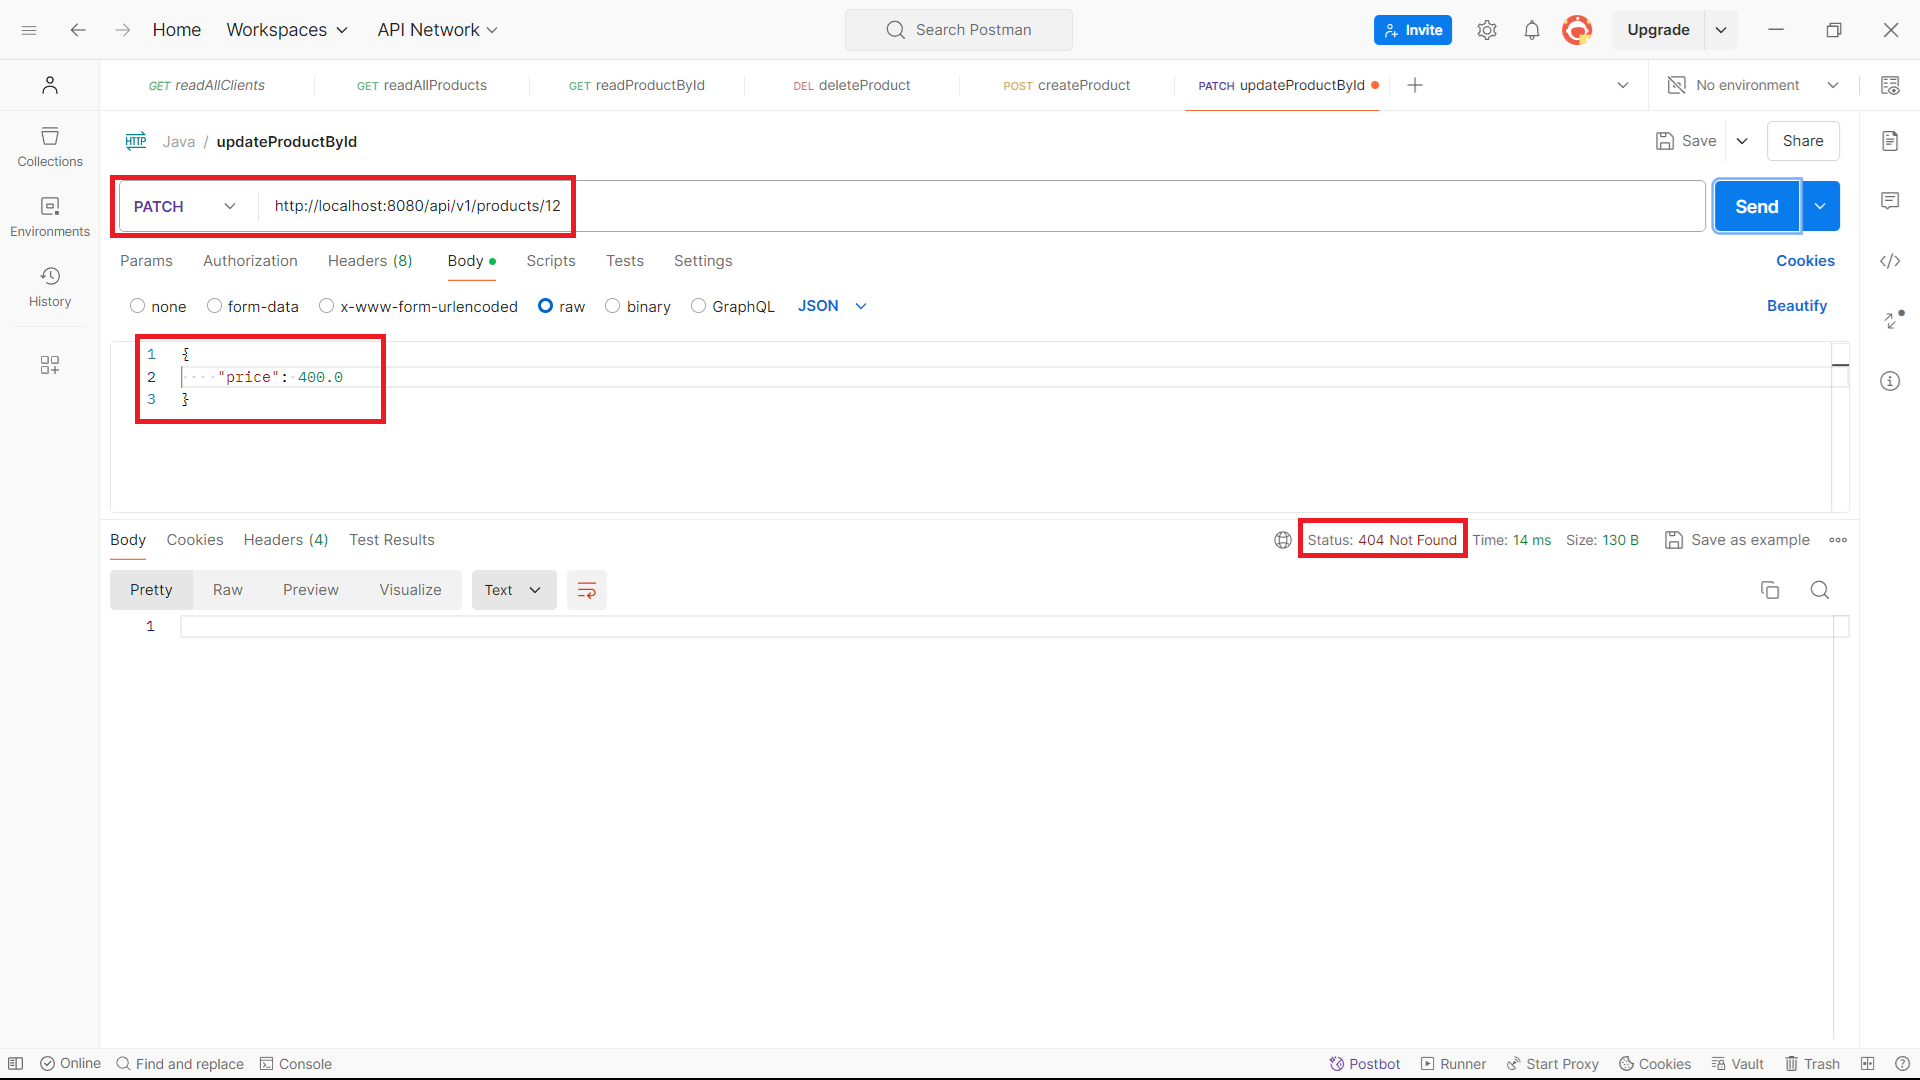 Home Workspaces API Network Search Postman Invite Upgrade
GET readAllClients GET readAllProducts GET readProductById DEL deleteProduct POST createProduct PATCH updateProductById No environment
HTTP Java / updateProductById Save Share
Collections
PATCH http://localhost:8080/api/v1/products/12 Send
Environments
Params Authorization Headers (8) Body Scripts Tests Settings Cookies
History
none form-data x-www-form-urlencoded raw binary GraphQL JSON Beautify
1 {
2 "price": 400.0
3 }
Body Cookies Headers (4) Test Results Status: 404 Not Found Time: 14 ms Size: 130 B Save as example
Pretty Raw Preview Visualize Text
1
Online Find and replace Console Postbot Runner Start Proxy Cookies Vault Trash